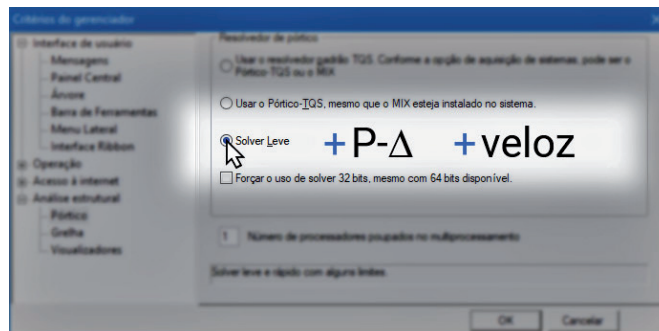 Critérios do gerenciador
Interface de usuário
Mensagens
Painel Central
Árvore
Barra de Ferramentas
Menu Lateral
Interface Ribbon
Operação
Acesso à internet
Análise estrutural
Pórtico
Grelha
Visualizadores
Resolvedor de pórtico
Usar o resolvedor padrão TQS. Conforme a opção de aquisição de sistemas, pode ser o
Pórtico-TQS ou o MIX
Usar o Pórtico-TQS, mesmo que o MIX esteja instalado no sistema.
Solver Leve +P-Δ +veloz
Forçar o uso de solver 32 bits, mesmo com 64 bits disponível.
1 Número de processadores poupados no multiprocessamento
Solver leve e rápido com alguns limites.
OK Cancelar